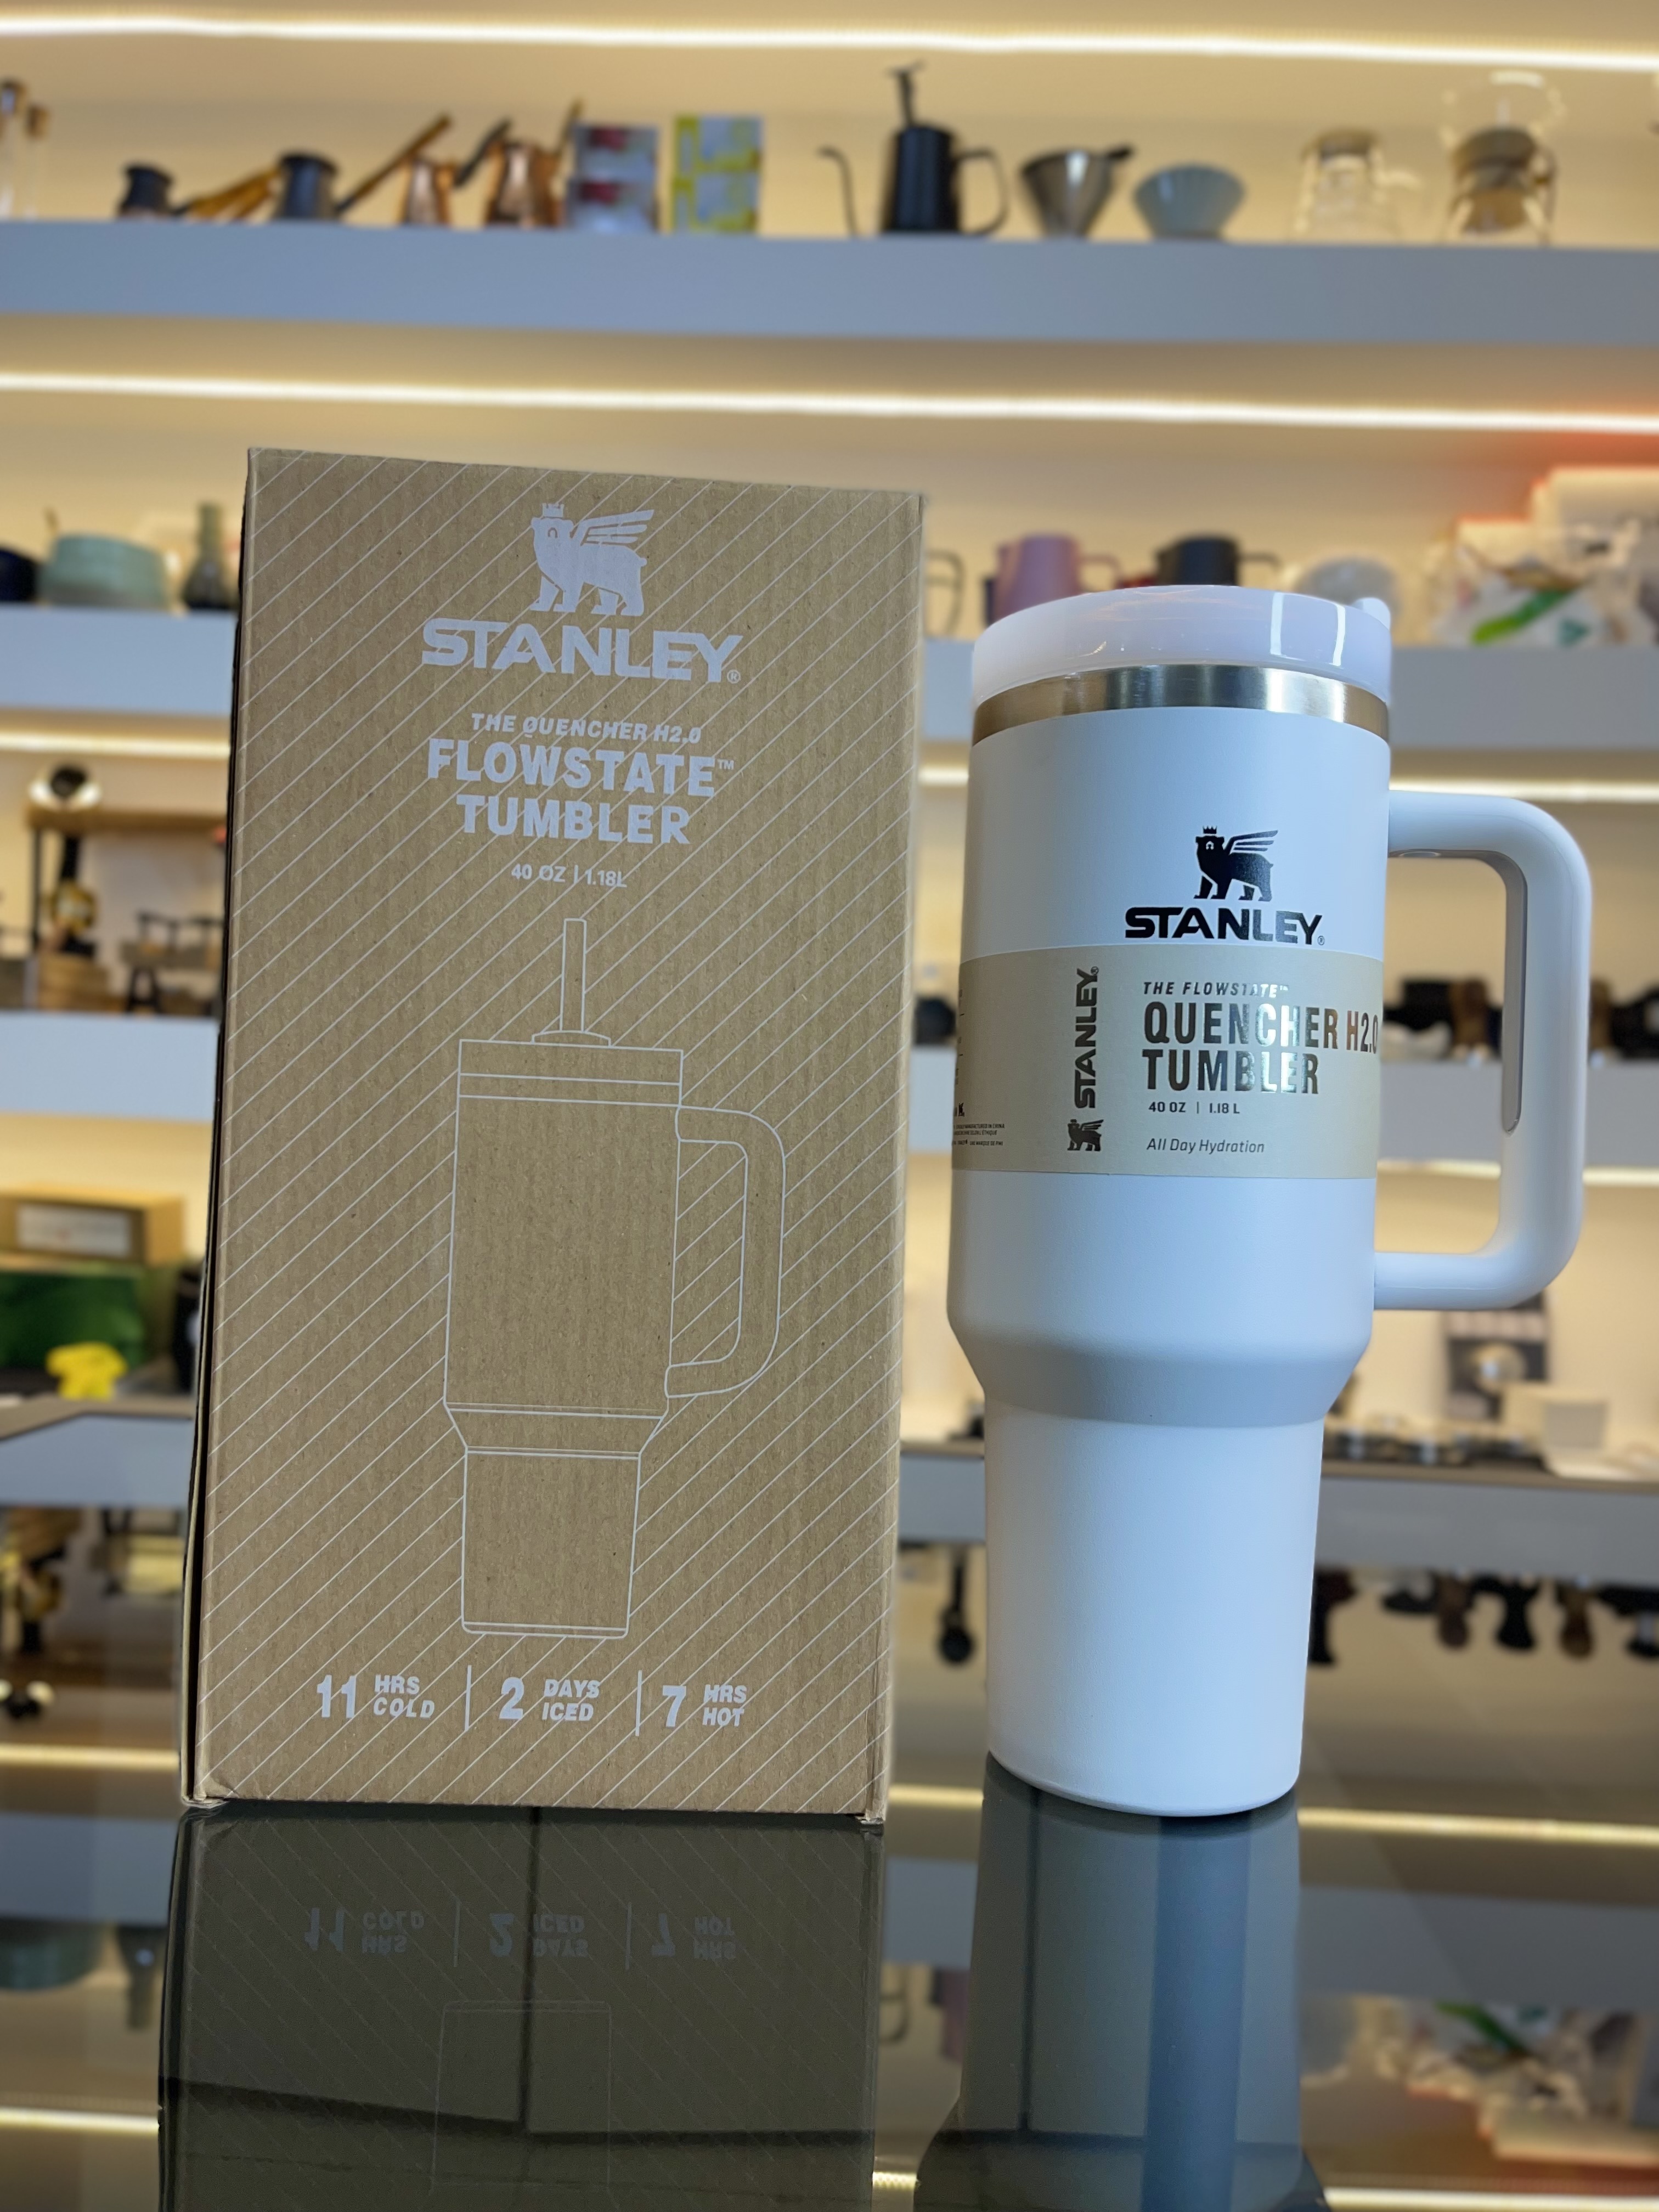 STANLEY®
THE QUENCHER H2.0
FLOWSTATE™
TUMBLER
40 OZ | 1.18L
11 HRS COLD | 2 DAYS ICED | 7 HRS HOT
STANLEY®
STANLEY®
THE FLOWSTATE™
QUENCHER H2.0
TUMBLER
40 OZ | 1.18 L
All Day Hydration